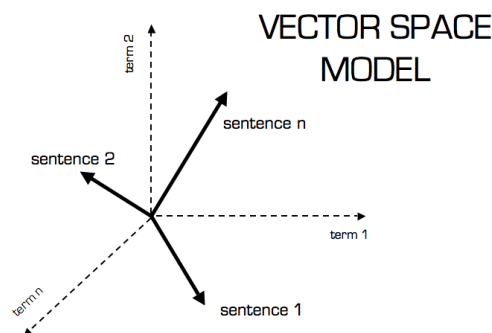 VECTOR SPACE
MODEL
term 2
sentence n
sentence 2
term 1
term n
sentence 1